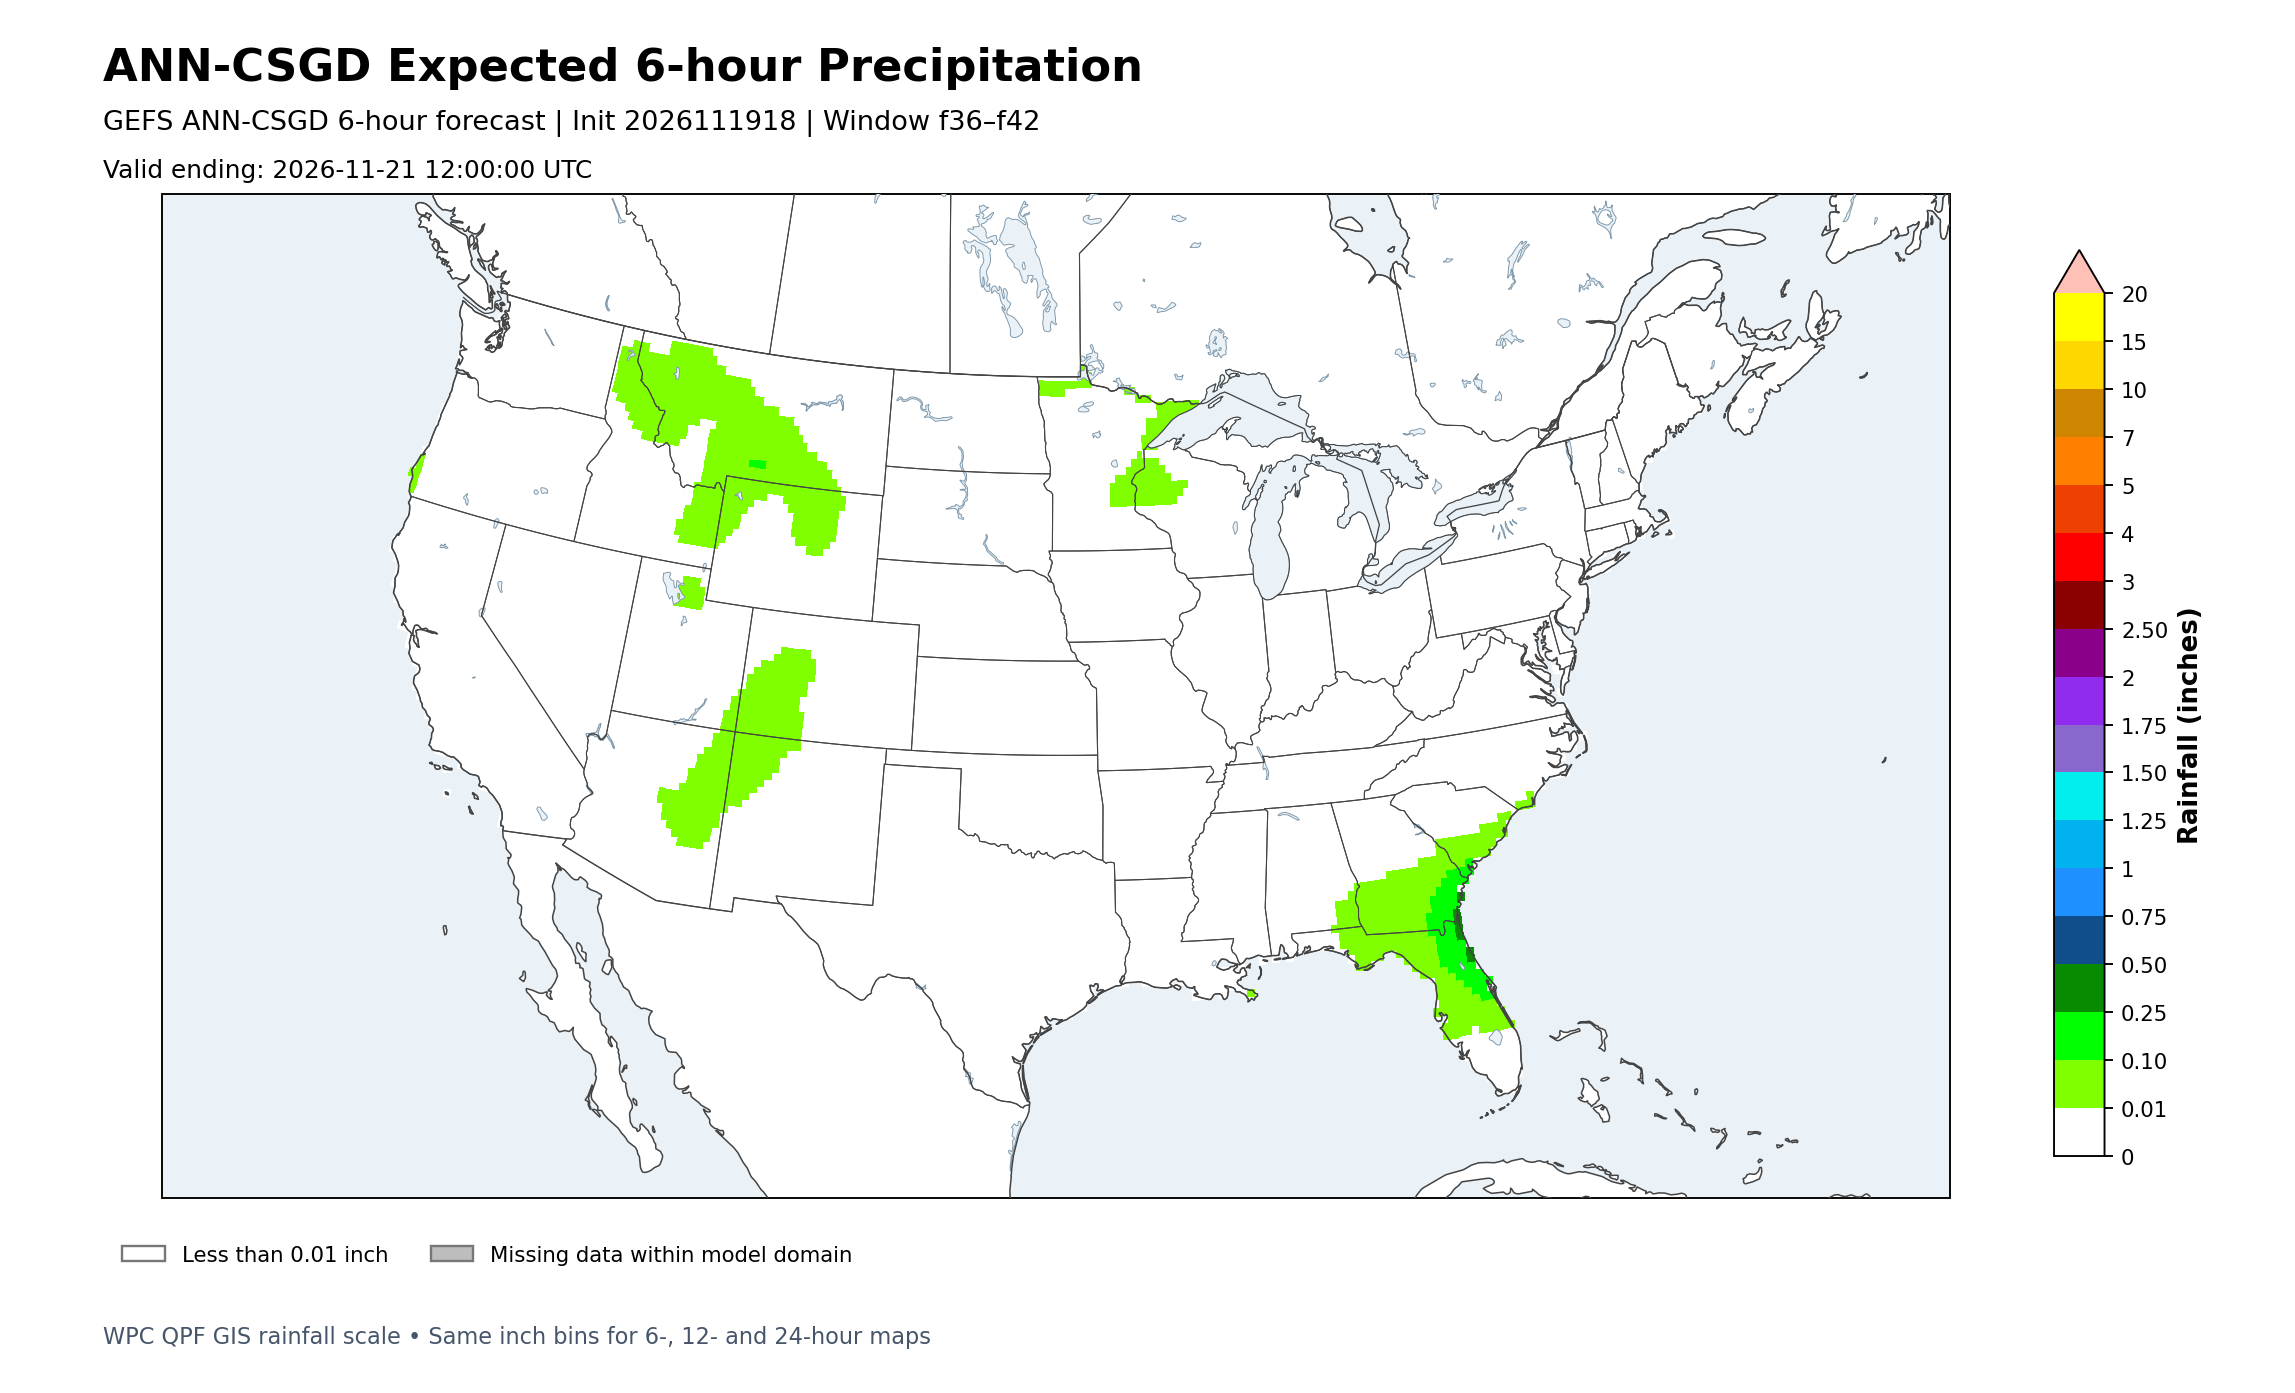 ANN-CSGD Expected 6-hour Precipitation
GEFS ANN-CSGD 6-hour forecast | Init 2026111918 | Window f36–f42
Valid ending: 2026-11-21 12:00:00 UTC
20
15
10
7
5
4
3
2.50
2
1.75
1.50
1.25
1
0.75
0.50
0.25
0.10
0.01
0
Rainfall (inches)
Less than 0.01 inch
Missing data within model domain
WPC QPF GIS rainfall scale • Same inch bins for 6-, 12- and 24-hour maps